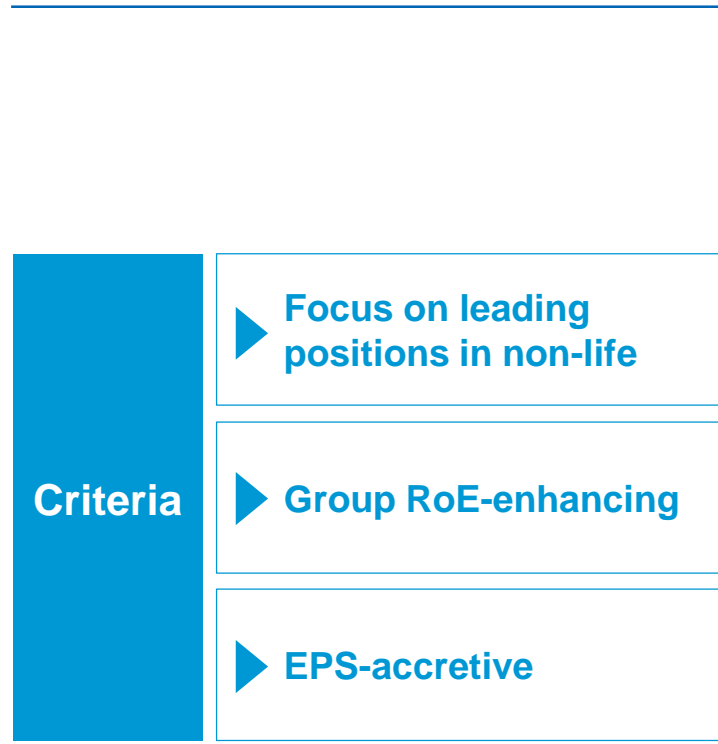 Criteria
Focus on leading
positions in non-life
Group RoE-enhancing
EPS-accretive